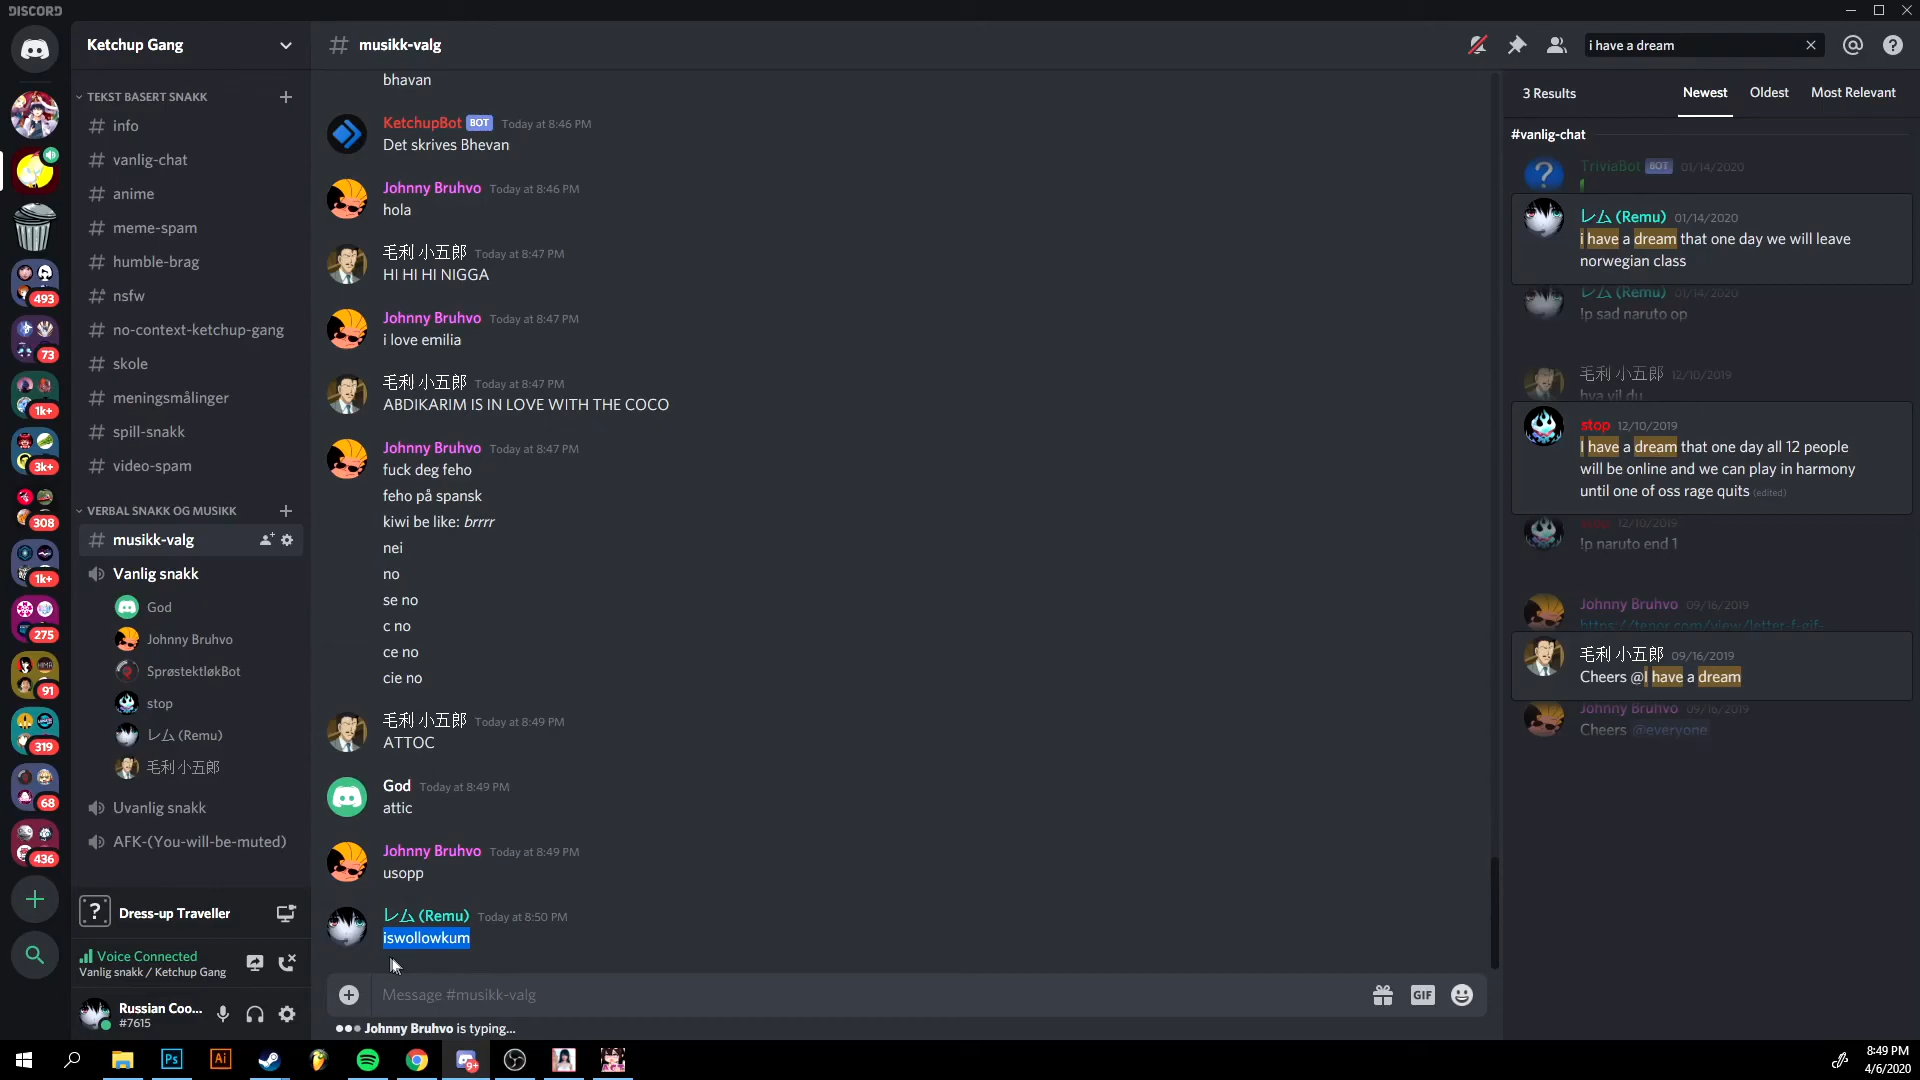 DISCORD
Ketchup Gang
musikk-valg
i have a dream
TEKST BASERT SNAKK
info
vanlig-chat
anime
meme-spam
humble-brag
nsfw
no-context-ketchup-gang
skole
meningsmålinger
spill-snakk
video-spam
VERBAL SNAKK OG MUSIKK
musikk-valg
Vanlig snakk
God
Johnny Bruhvo
SprøstektløkBot
stop
レム (Remu)
毛利 小五郎
Uvanlig snakk
AFK-(You-will-be-muted)
Dress-up Traveller
Voice Connected
Vanlig snakk / Ketchup Gang
Russian Coo...
#7615
493
73
1k+
3k+
308
1k+
275
91
319
68
436
bhavan
KetchupBot BOT Today at 8:46 PM
Det skrives Bhevan
Johnny Bruhvo Today at 8:46 PM
hola
毛利 小五郎 Today at 8:47 PM
HI HI HI NIGGA
Johnny Bruhvo Today at 8:47 PM
i love emilia
毛利 小五郎 Today at 8:47 PM
ABDIKARIM IS IN LOVE WITH THE COCO
Johnny Bruhvo Today at 8:47 PM
fuck deg feho
feho på spansk
kiwi be like: brrrr
nei
no
se no
c no
ce no
cie no
毛利 小五郎 Today at 8:49 PM
ATTOC
God Today at 8:49 PM
attic
Johnny Bruhvo Today at 8:49 PM
usopp
レム (Remu) Today at 8:50 PM
iswollowkum
Message #musikk-valg
GIF
Johnny Bruhvo is typing...
3 Results
Newest Oldest Most Relevant
#vanlig-chat
TriviaBot BOT 01/14/2020
レム (Remu) 01/14/2020
i have a dream that one day we will leave
norwegian class
レム (Remu) 01/14/2020
!p sad naruto op
毛利 小五郎 12/10/2019
hva vil du
stop 12/10/2019
I have a dream that one day all 12 people
will be online and we can play in harmony
until one of oss rage quits (edited)
stop 12/10/2019
!p naruto end 1
Johnny Bruhvo 09/16/2019
https://tenor.com/view/letter-f-gif-
毛利 小五郎 09/16/2019
Cheers @I have a dream
Johnny Bruhvo 09/16/2019
Cheers @everyone
Ps
Ai
9+
8:49 PM
4/6/2020